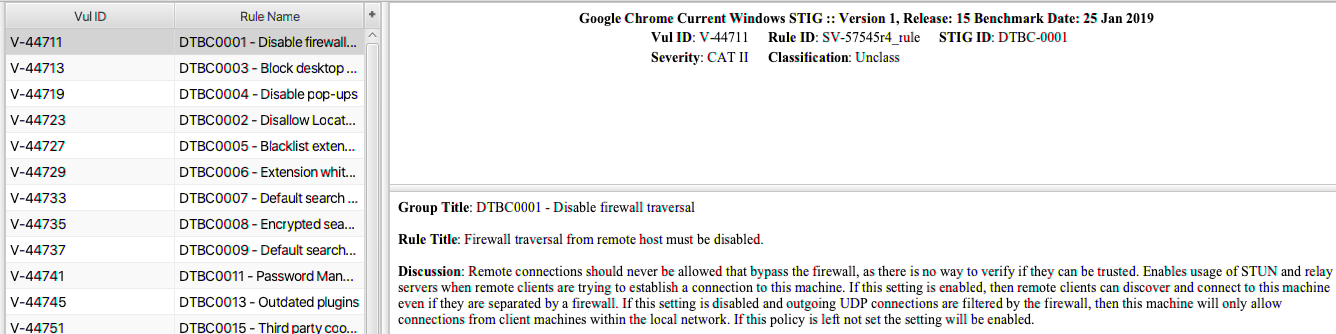 Vul ID Rule Name +
V-44711 DTBC0001 - Disable firewall...
V-44713 DTBC0003 - Block desktop ...
V-44719 DTBC0004 - Disable pop-ups
V-44723 DTBC0002 - Disallow Locat...
V-44727 DTBC0005 - Blacklist exten...
V-44729 DTBC0006 - Extension whit...
V-44733 DTBC0007 - Default search ...
V-44735 DTBC0008 - Encrypted sea...
V-44737 DTBC0009 - Default search...
V-44741 DTBC0011 - Password Man...
V-44745 DTBC0013 - Outdated plugins
V-44751 DTBC0015 - Third party coo...
Google Chrome Current Windows STIG :: Version 1, Release: 15 Benchmark Date: 25 Jan 2019
Vul ID: V-44711 Rule ID: SV-57545r4_rule STIG ID: DTBC-0001
Severity: CAT II Classification: Unclass
Group Title: DTBC0001 - Disable firewall traversal
Rule Title: Firewall traversal from remote host must be disabled.
Discussion: Remote connections should never be allowed that bypass the firewall, as there is no way to verify if they can be trusted. Enables usage of STUN and relay
servers when remote clients are trying to establish a connection to this machine. If this setting is enabled, then remote clients can discover and connect to this machine
even if they are separated by a firewall. If this setting is disabled and outgoing UDP connections are filtered by the firewall, then this machine will only allow
connections from client machines within the local network. If this policy is left not set the setting will be enabled.